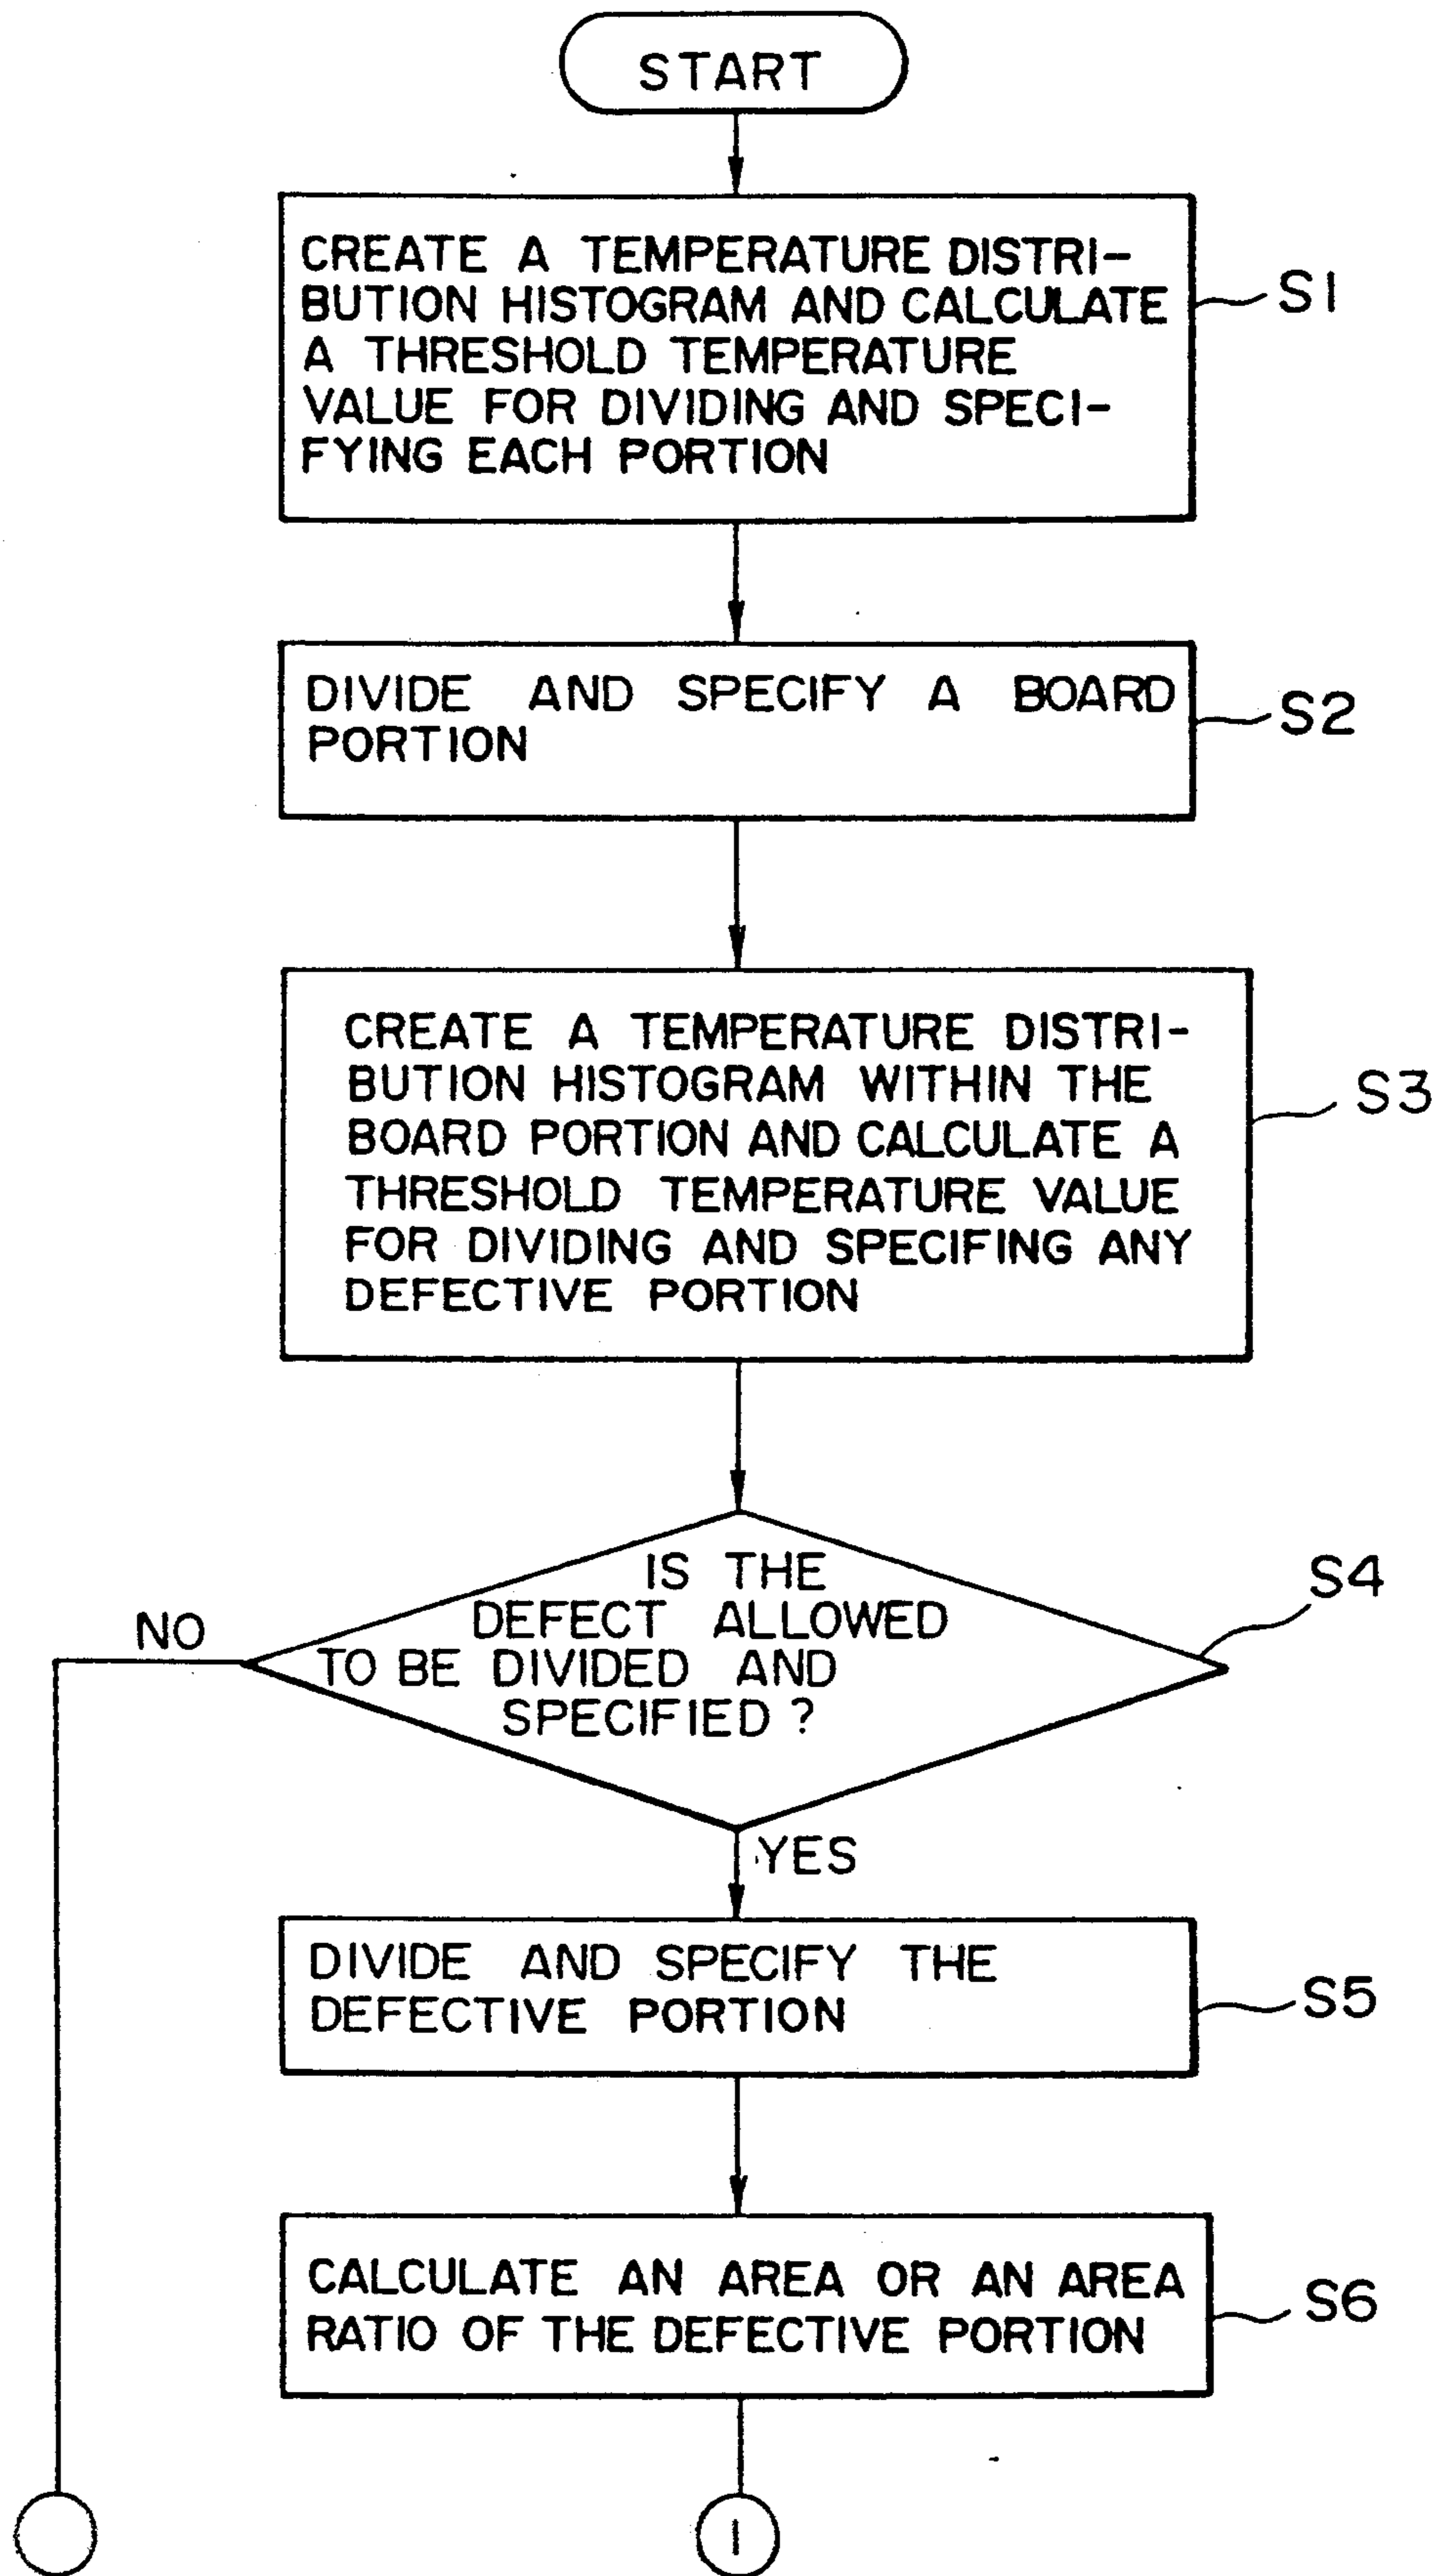 START
CREATE A TEMPERATURE DISTRI-
BUTION HISTOGRAM AND CALCULATE
A THRESHOLD TEMPERATURE
VALUE FOR DIVIDING AND SPECI-
FYING EACH PORTION
S1
DIVIDE AND SPECIFY A BOARD
PORTION
S2
CREATE A TEMPERATURE DISTRI-
BUTION HISTOGRAM WITHIN THE
BOARD PORTION AND CALCULATE A
THRESHOLD TEMPERATURE VALUE
FOR DIVIDING AND SPECIFING ANY
DEFECTIVE PORTION
S3
IS THE
DEFECT ALLOWED
TO BE DIVIDED AND
SPECIFIED ?
S4
NO
YES
DIVIDE AND SPECIFY THE
DEFECTIVE PORTION
S5
CALCULATE AN AREA OR AN AREA
RATIO OF THE DEFECTIVE PORTION
S6
1